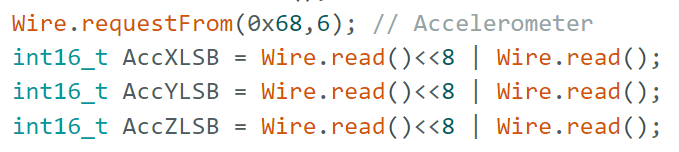 Wire.requestFrom(0x68,6); // Accelerometer
int16_t AccXLSB = Wire.read()<<8 | Wire.read();
int16_t AccYLSB = Wire.read()<<8 | Wire.read();
int16_t AccZLSB = Wire.read()<<8 | Wire.read();